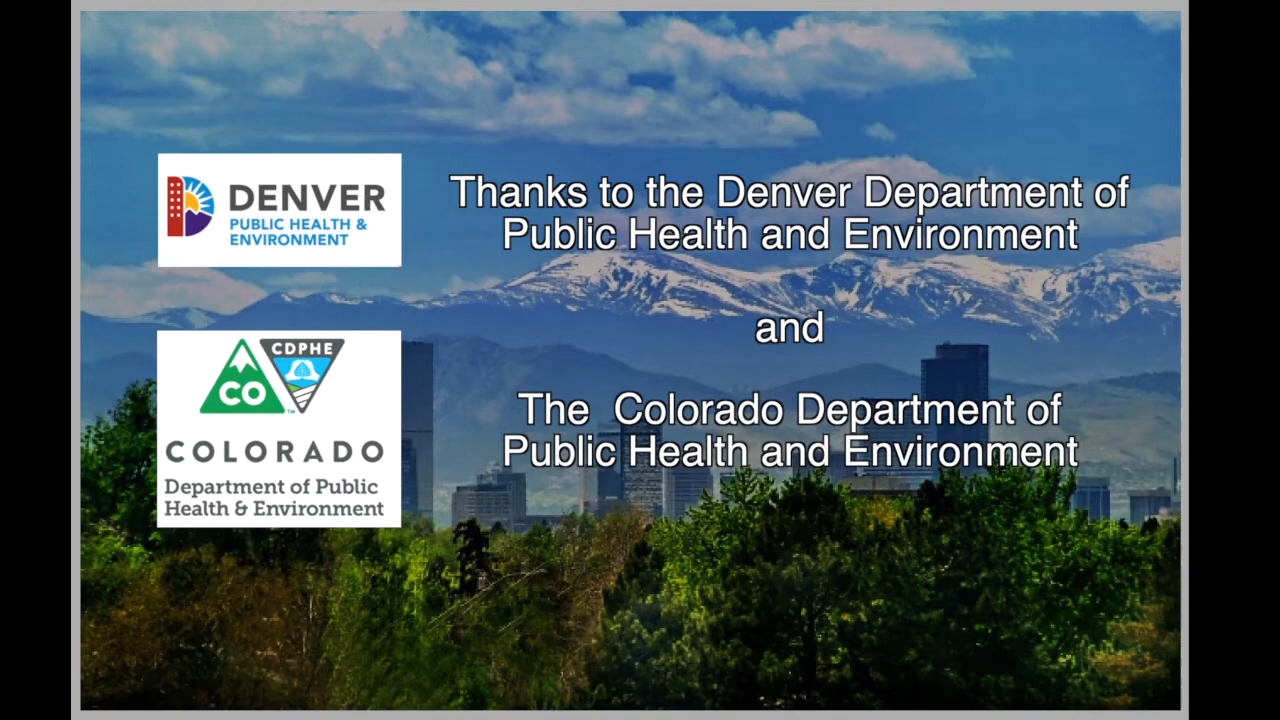 DENVER
PUBLIC HEALTH &
ENVIRONMENT
Thanks to the Denver Department of
Public Health and Environment
and
CDPHE
CO
TM
COLORADO
Department of Public
Health & Environment
The  Colorado Department of
Public Health and Environment